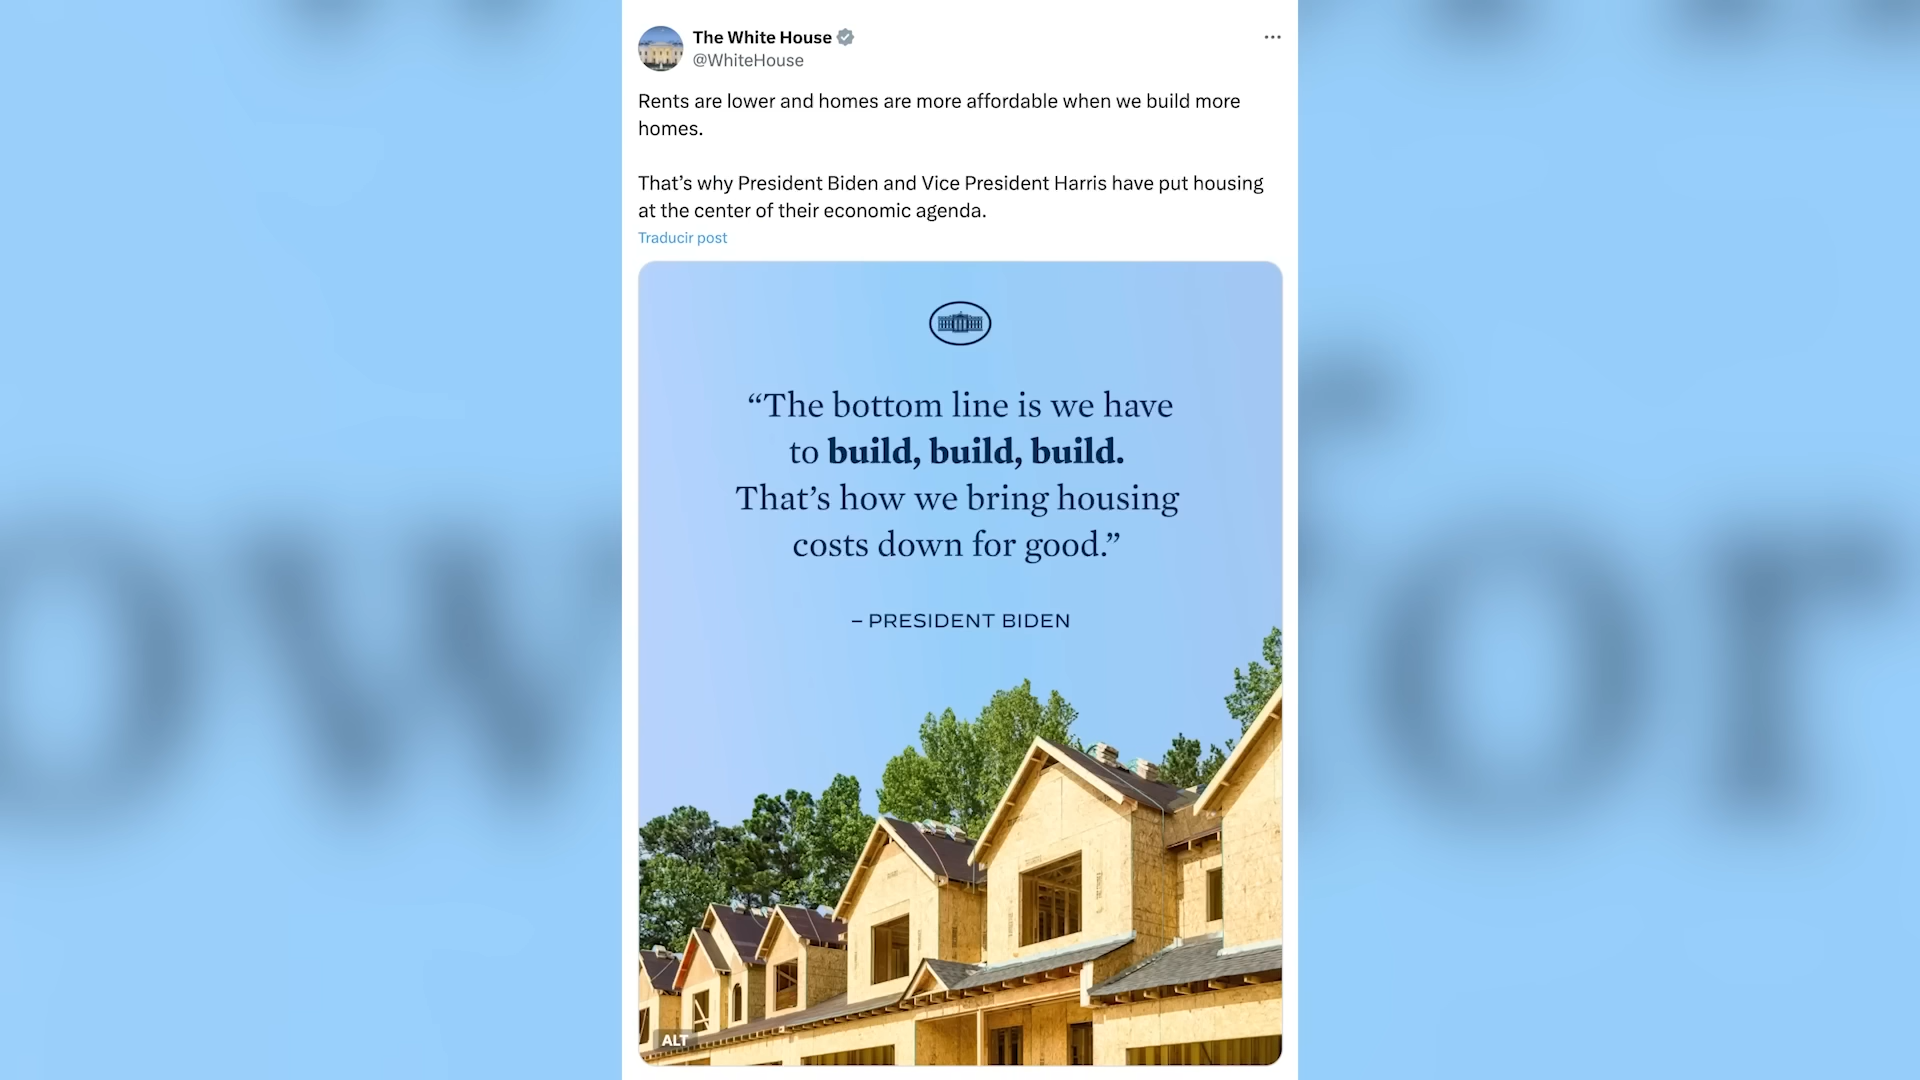 The White House
@WhiteHouse
Rents are lower and homes are more affordable when we build more
homes.
That’s why President Biden and Vice President Harris have put housing
at the center of their economic agenda.
Traducir post
“The bottom line is we have
to build, build, build.
That’s how we bring housing
costs down for good.”
– PRESIDENT BIDEN
ALT